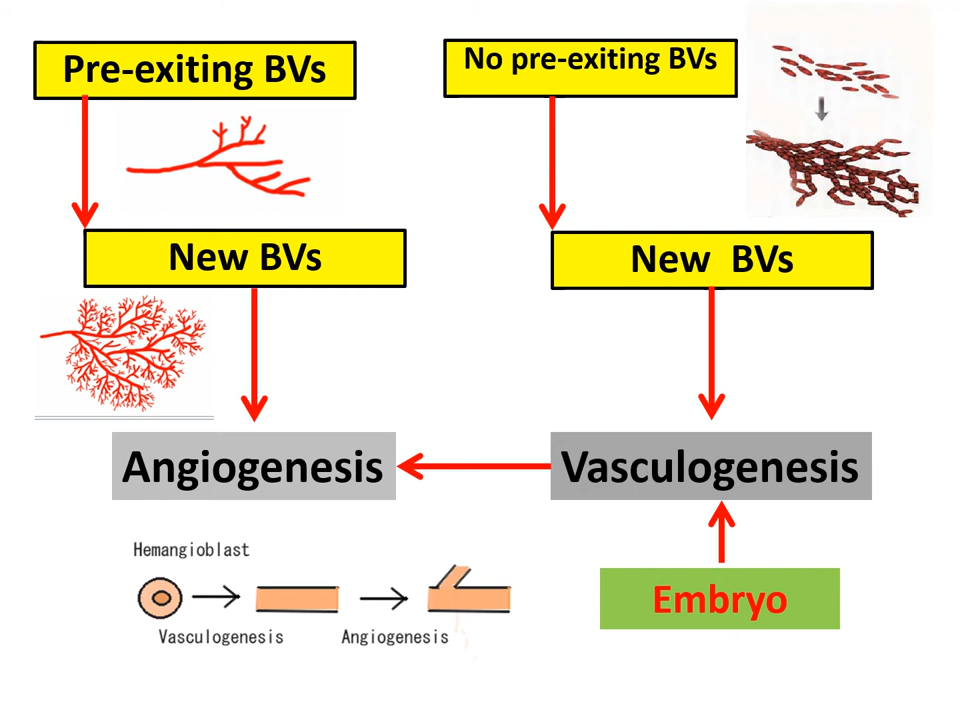 Pre-exiting BVs
No pre-exiting BVs
New BVs
New  BVs
Angiogenesis
Vasculogenesis
Hemangioblast
Vasculogenesis
Angiogenesis
Embryo